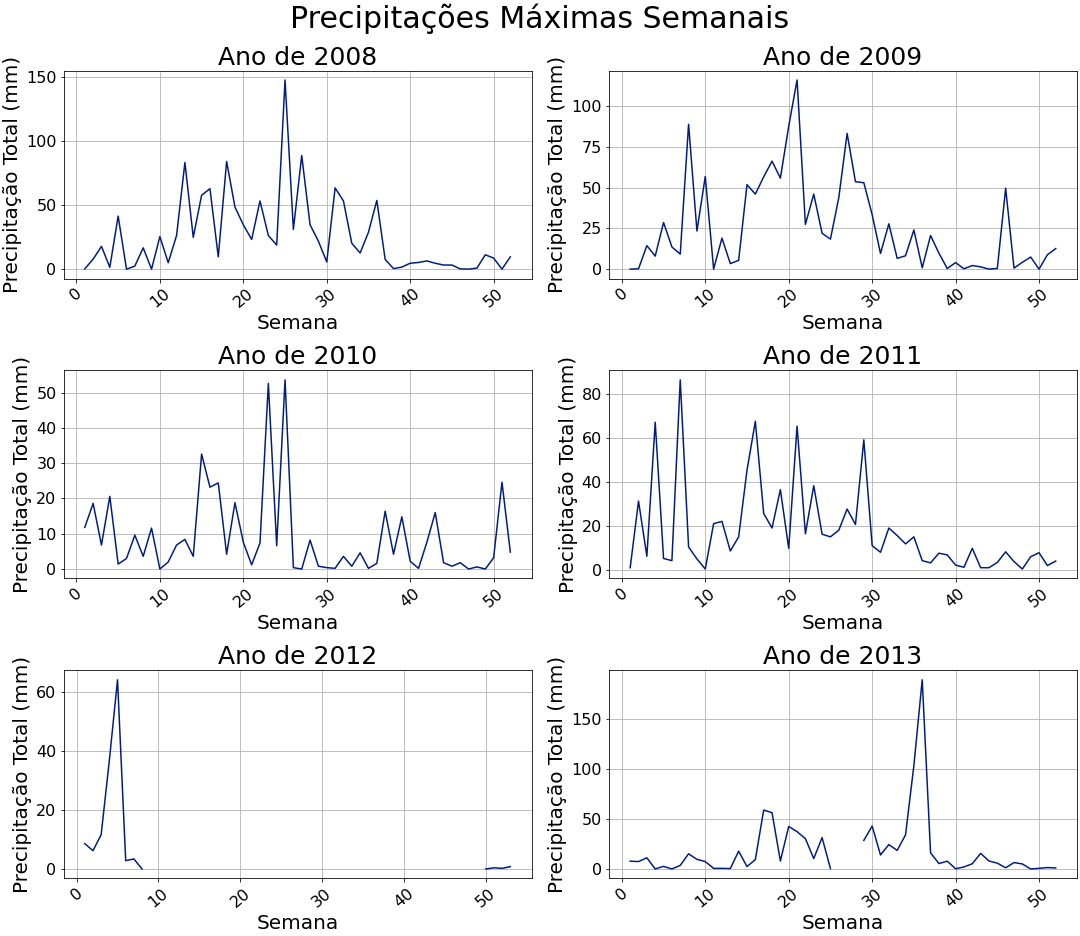 Precipitações Máximas Semanais
Ano de 2008
Precipitação Total (mm)
150
100
50
0
0 10 20 30 40 50
Semana
Ano de 2009
Precipitação Total (mm)
100
75
50
25
0
0 10 20 30 40 50
Semana
Ano de 2010
Precipitação Total (mm)
50
40
30
20
10
0
0 10 20 30 40 50
Semana
Ano de 2011
Precipitação Total (mm)
80
60
40
20
0
0 10 20 30 40 50
Semana
Ano de 2012
Precipitação Total (mm)
60
40
20
0
0 10 20 30 40 50
Semana
Ano de 2013
Precipitação Total (mm)
150
100
50
0
0 10 20 30 40 50
Semana